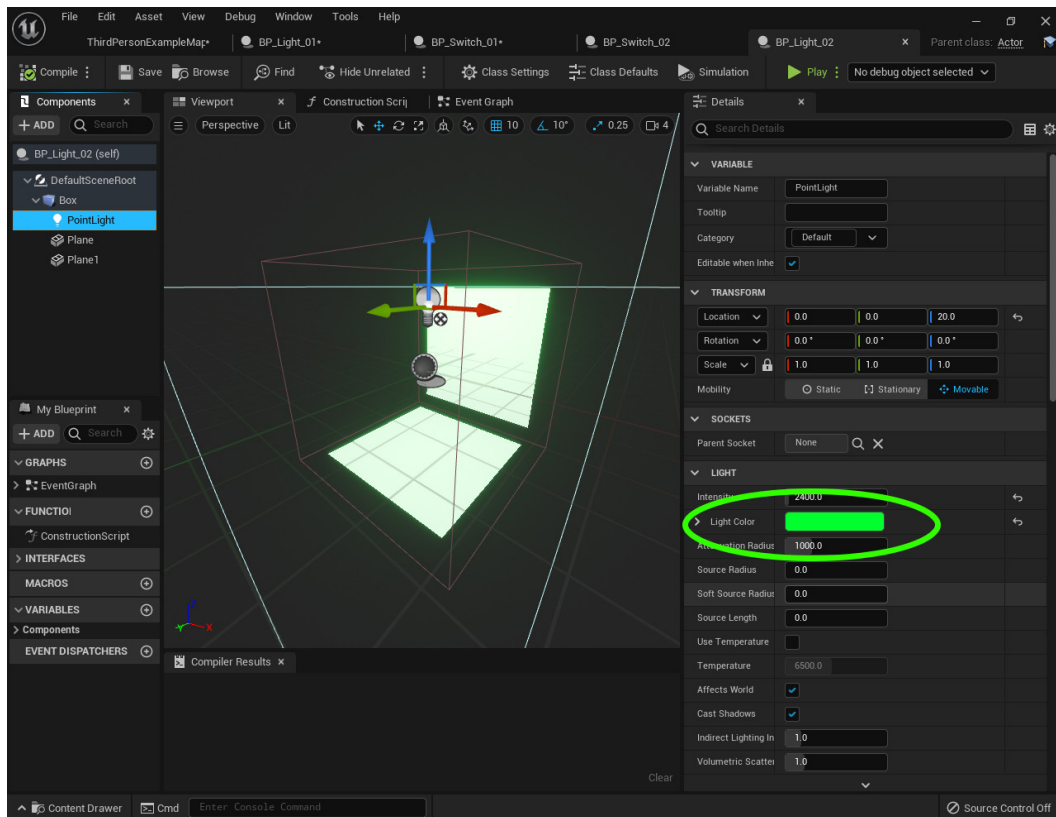 File Edit Asset View Debug Window Tools Help
ThirdPersonExampleMap• BP_Light_01• BP_Switch_01• BP_Switch_02 BP_Light_02 Parent class: Actor
Compile Save Browse Find Hide Unrelated Class Settings Class Defaults Simulation Play No debug object selected
Components Viewport Construction Scrip Event Graph Details
+ ADD Search Perspective Lit 10 10° 0.25 4 Search Details
BP_Light_02 (self)
DefaultSceneRoot
Box
PointLight
Plane
Plane1
VARIABLE
Variable Name PointLight
Tooltip
Category Default
Editable when Inhe
TRANSFORM
Location 0.0 0.0 20.0
Rotation 0.0° 0.0° 0.0°
Scale 1.0 1.0 1.0
Mobility Static Stationary Movable
SOCKETS
Parent Socket None
LIGHT
Intensity 2400.0
Light Color
Attenuation Radius 1000.0
Source Radius 0.0
Soft Source Radius 0.0
Source Length 0.0
Use Temperature
Temperature 6500.0
Affects World
Cast Shadows
Indirect Lighting In 1.0
Volumetric Scatter 1.0
My Blueprint
+ ADD Search
GRAPHS
EventGraph
FUNCTIO
ConstructionScript
INTERFACES
MACROS
VARIABLES
Components
EVENT DISPATCHERS
Z
Y X
Compiler Results
Clear
Content Drawer Cmd Enter Console Command Source Control Off